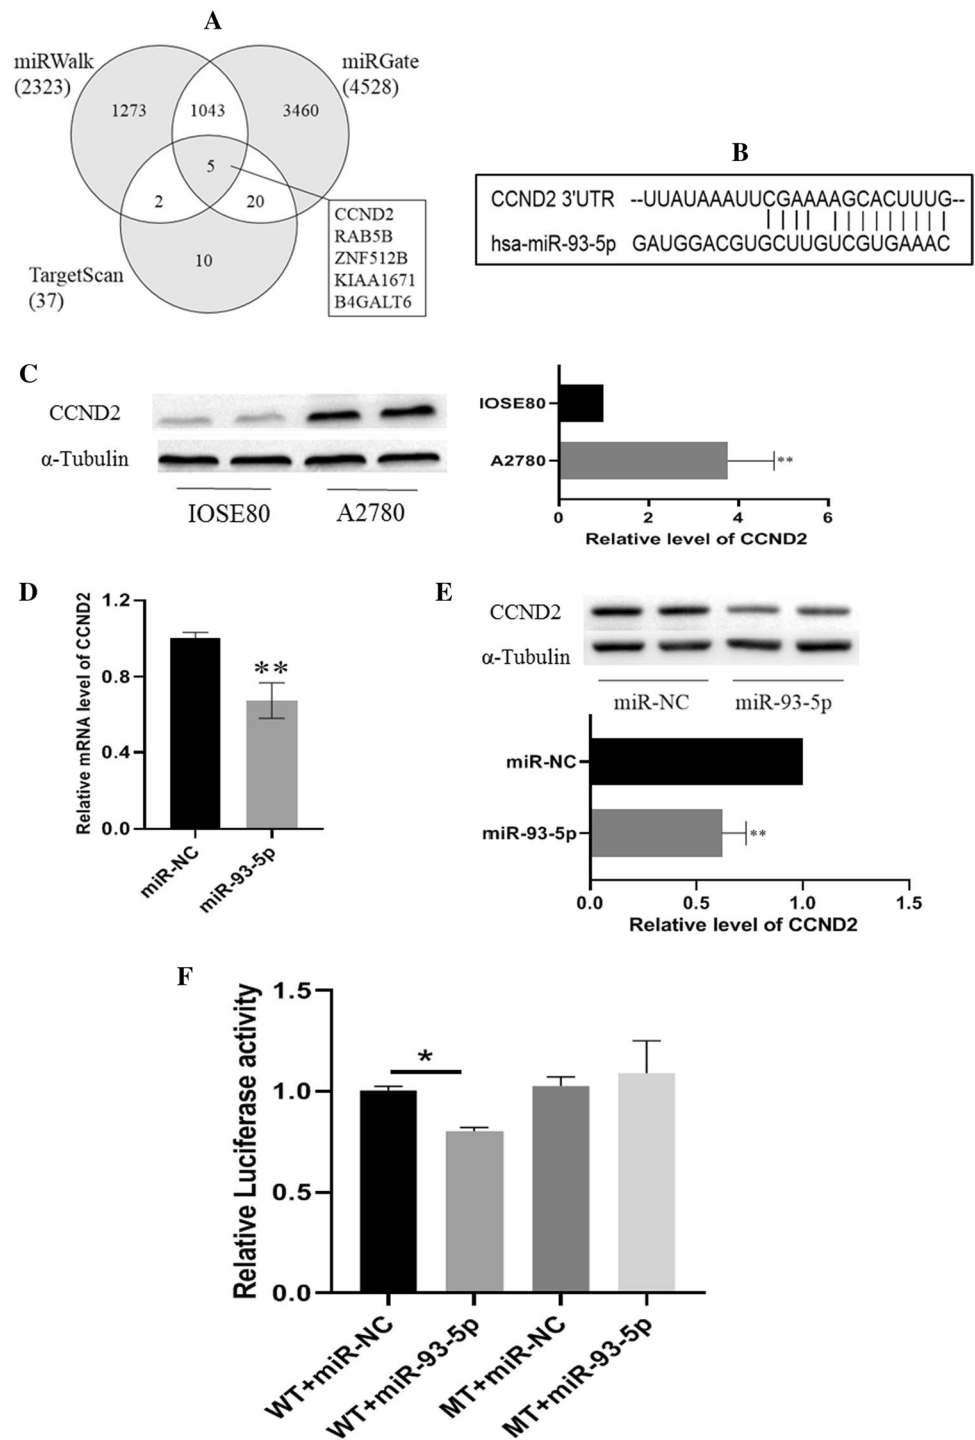 A
miRWalk
(2323)
miRGate
(4528)
1273
1043
3460
5
2
20
10
TargetScan
(37)
CCND2
RAB5B
ZNF512B
KIAA1671
B4GALT6
B
CCND2 3'UTR --UUAUAAAUUCGAAAAGCACUUUG--
hsa-miR-93-5p GAUGGACGUGCUUGUCGUGAAAC
C
CCND2
α-Tubulin
IOSE80 A2780
IOSE80
A2780
**
0 2 4 6
Relative level of CCND2
D
Relative mRNA level of CCND2
1.2
0.8
0.4
0.0
**
miR-NC
miR-93-5p
E
CCND2
α-Tubulin
miR-NC miR-93-5p
miR-NC
miR-93-5p
**
0.0 0.5 1.0 1.5
Relative level of CCND2
F
Relative Luciferase activity
1.5
1.0
0.5
0.0
*
WT+miR-NC
WT+miR-93-5p
MT+miR-NC
MT+miR-93-5p